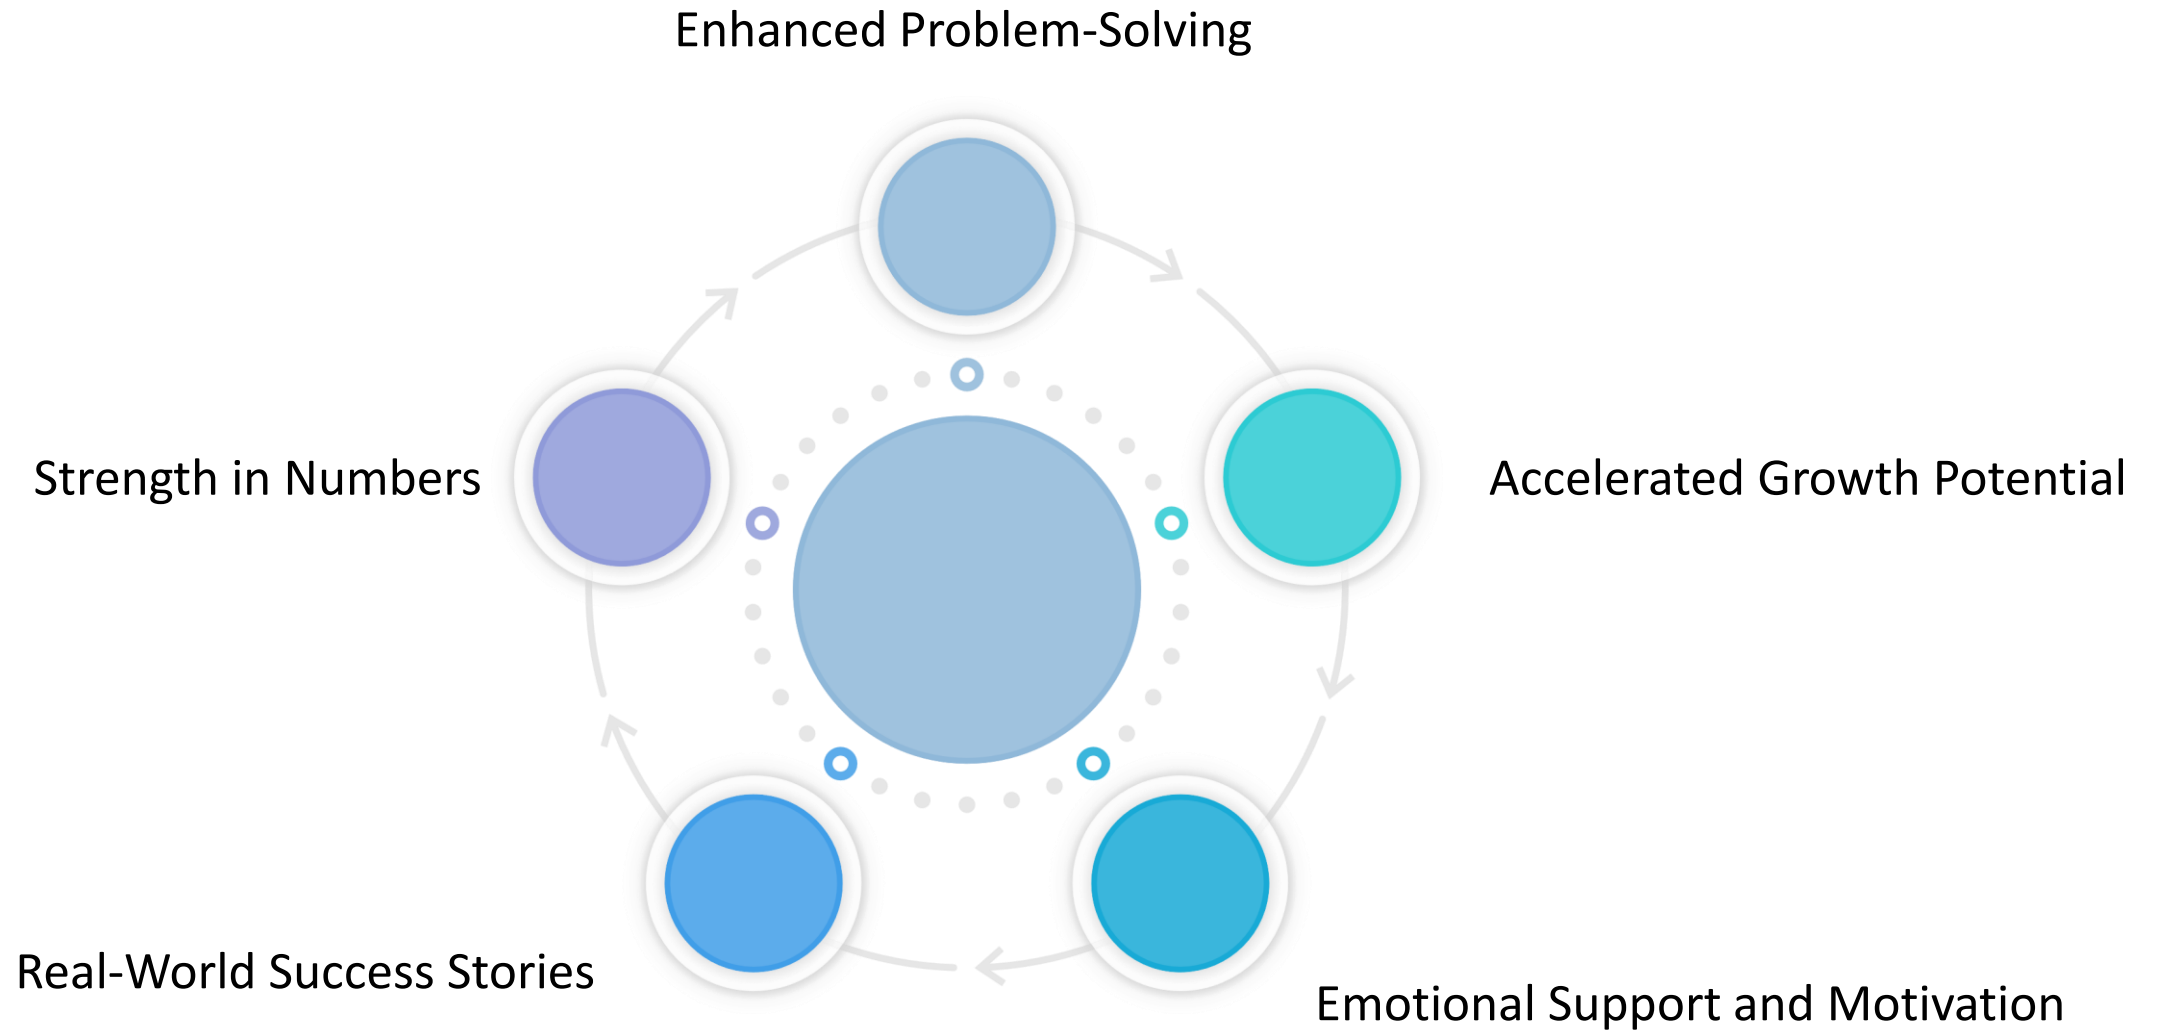 Enhanced Problem-Solving
Strength in Numbers
Accelerated Growth Potential
Real-World Success Stories
Emotional Support and Motivation